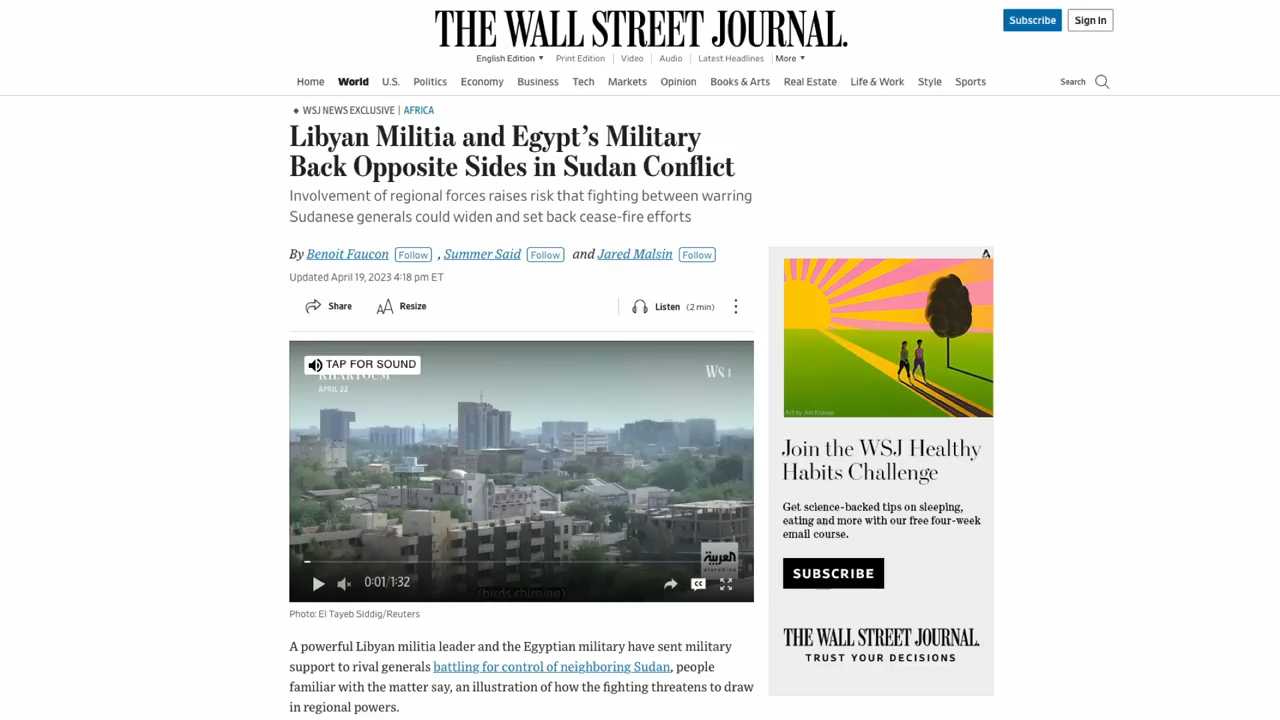 THE WALL STREET JOURNAL.
Subscribe
Sign In
English Edition
Print Edition
Video
Audio
Latest Headlines
More
Home
World
U.S.
Politics
Economy
Business
Tech
Markets
Opinion
Books & Arts
Real Estate
Life & Work
Style
Sports
Search
WSJ NEWS EXCLUSIVE | AFRICA
Libyan Militia and Egypt's Military
Back Opposite Sides in Sudan Conflict
Involvement of regional forces raises risk that fighting between warring
Sudanese generals could widen and set back cease-fire efforts
By Benoit Faucon Follow , Summer Said Follow and Jared Malsin Follow
Updated April 19, 2023 4:18 pm ET
Share
Resize
Listen (2 min)
TAP FOR SOUND
KHARTOUM
APRIL 22
WSJ
العربية
alarabiya
0:01/1:32
CC
(birds chirping)
Photo: El Tayeb Siddig/Reuters
A powerful Libyan militia leader and the Egyptian military have sent military
support to rival generals battling for control of neighboring Sudan, people
familiar with the matter say, an illustration of how the fighting threatens to draw
in regional powers.
Art by Jon Krause
Join the WSJ Healthy
Habits Challenge
Get science-backed tips on sleeping,
eating and more with our free four-week
email course.
SUBSCRIBE
THE WALL STREET JOURNAL.
TRUST YOUR DECISIONS